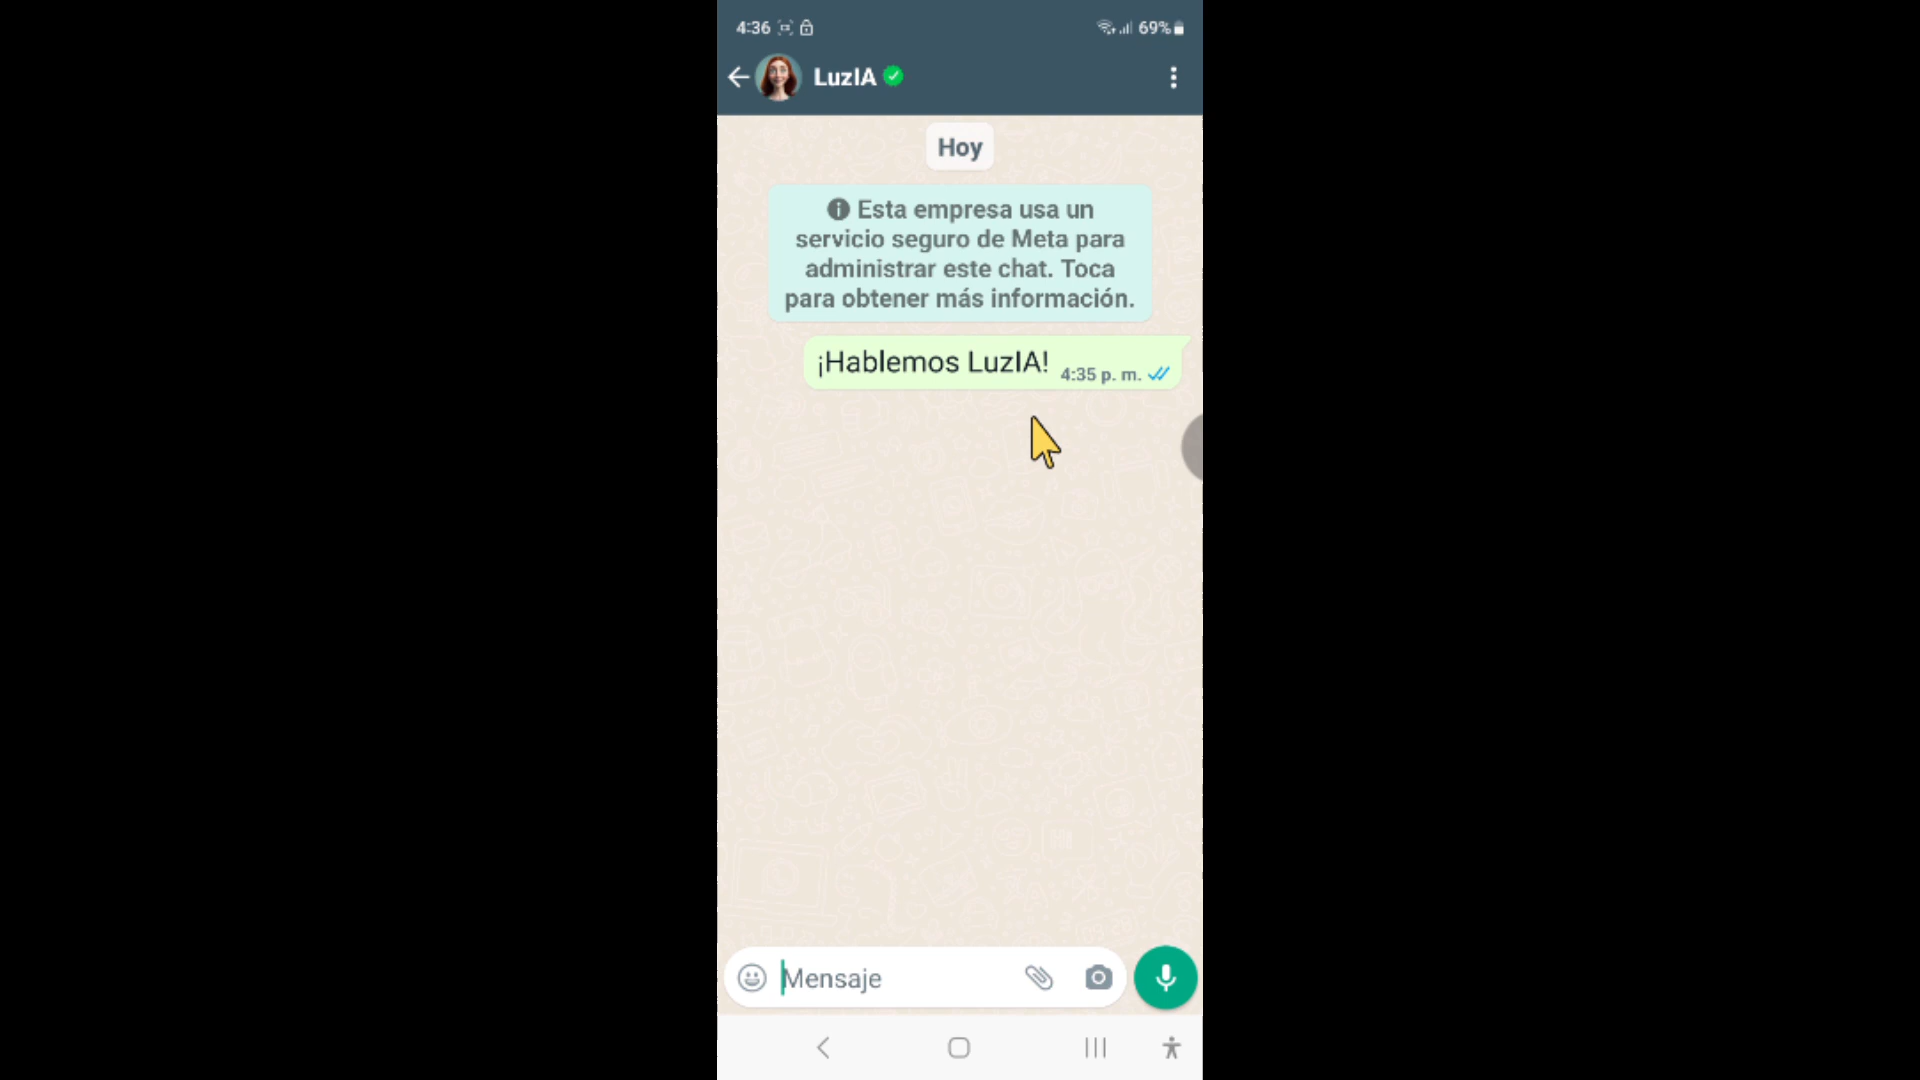 4:36
69%
LuzIA
Hoy
Esta empresa usa un
servicio seguro de Meta para
administrar este chat. Toca
para obtener más información.
¡Hablemos LuzIA! 4:35 p. m.
Mensaje